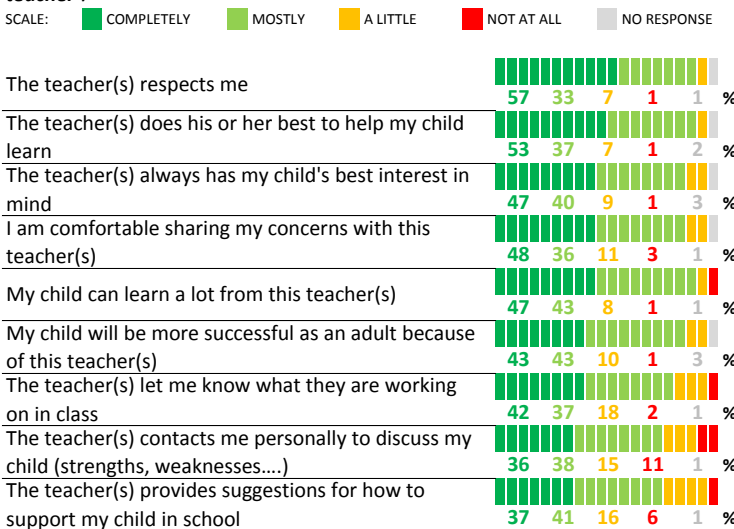 SCALE: COMPLETELY MOSTLY A LITTLE NOT AT ALL NO RESPONSE
The teacher(s) respects me
57 33 7 1 1 %
The teacher(s) does his or her best to help my child
learn
53 37 7 1 2 %
The teacher(s) always has my child's best interest in
mind
47 40 9 1 3 %
I am comfortable sharing my concerns with this
teacher(s)
48 36 11 3 1 %
My child can learn a lot from this teacher(s)
47 43 8 1 1 %
My child will be more successful as an adult because
of this teacher(s)
43 43 10 1 3 %
The teacher(s) let me know what they are working
on in class
42 37 18 2 1 %
The teacher(s) contacts me personally to discuss my
child (strengths, weaknesses....)
36 38 15 11 1 %
The teacher(s) provides suggestions for how to
support my child in school
37 41 16 6 1 %